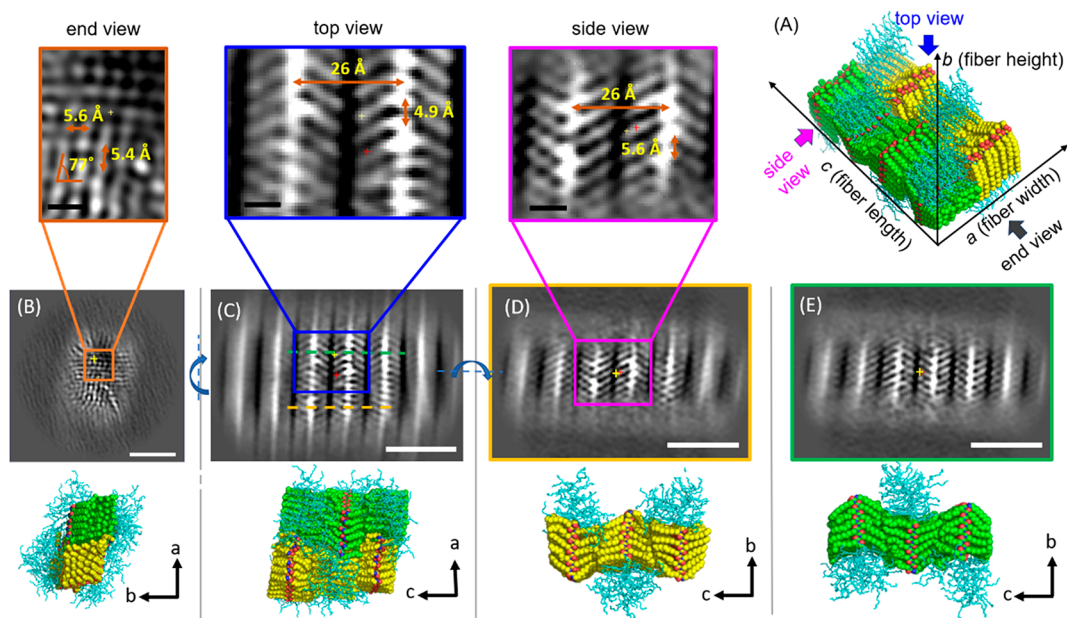 end view
top view
side view
(A)
top view
b (fiber height)
5.6 Å
77°
5.4 Å
26 Å
4.9 Å
26 Å
5.6 Å
side view
c (fiber length)
a (fiber width)
end view
(B)
(C)
(D)
(E)
a
b
a
c
b
c
b
c